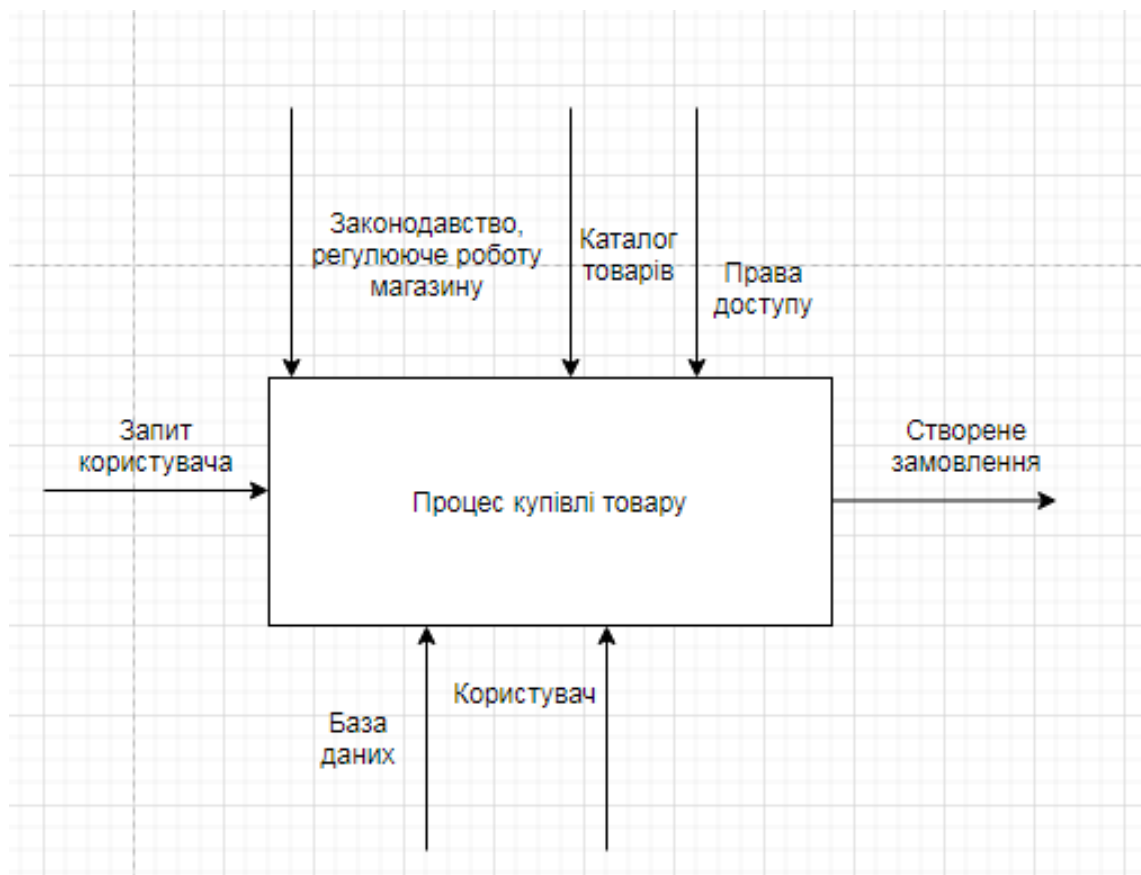 Законодавство,
регулююче роботу
магазину
Каталог
товарів
Права
доступу
Запит
користувача
Процес купівлі товару
Створене
замовлення
База
даних
Користувач